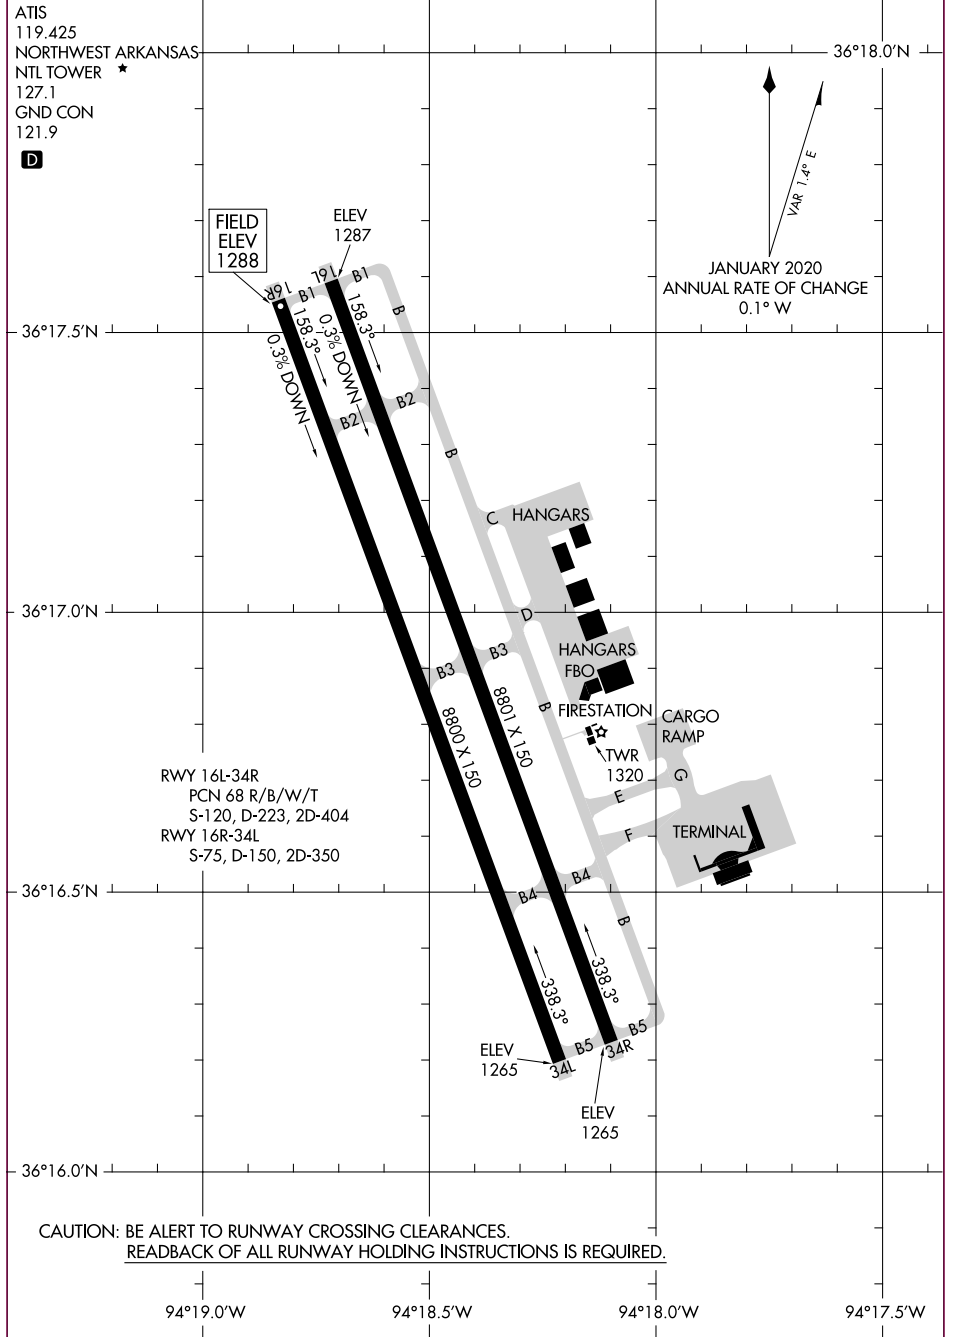 ATIS
119.425
NORTHWEST ARKANSAS
NTL TOWER ★
127.1
GND CON
121.9
D
36°18.0'N
VAR 1.4° E
JANUARY 2020
ANNUAL RATE OF CHANGE
0.1° W
FIELD
ELEV
1288
ELEV
1287
16R
B1
16L
B1
B
36°17.5'N
158.3°
0.3% DOWN
158.3°
0.3% DOWN
B2
B2
B
C
HANGARS
36°17.0'N
D
B3
B3
HANGARS
FBO
B
FIRESTATION
CARGO
RAMP
TWR
1320
8800 X 150
8801 X 150
G
E
F
TERMINAL
RWY 16L-34R
PCN 68 R/B/W/T
S-120, D-223, 2D-404
RWY 16R-34L
S-75, D-150, 2D-350
36°16.5'N
B4
B4
B
338.3°
338.3°
B5
B5
34L
34R
ELEV
1265
ELEV
1265
36°16.0'N
CAUTION: BE ALERT TO RUNWAY CROSSING CLEARANCES.
READBACK OF ALL RUNWAY HOLDING INSTRUCTIONS IS REQUIRED.
94°19.0'W
94°18.5'W
94°18.0'W
94°17.5'W